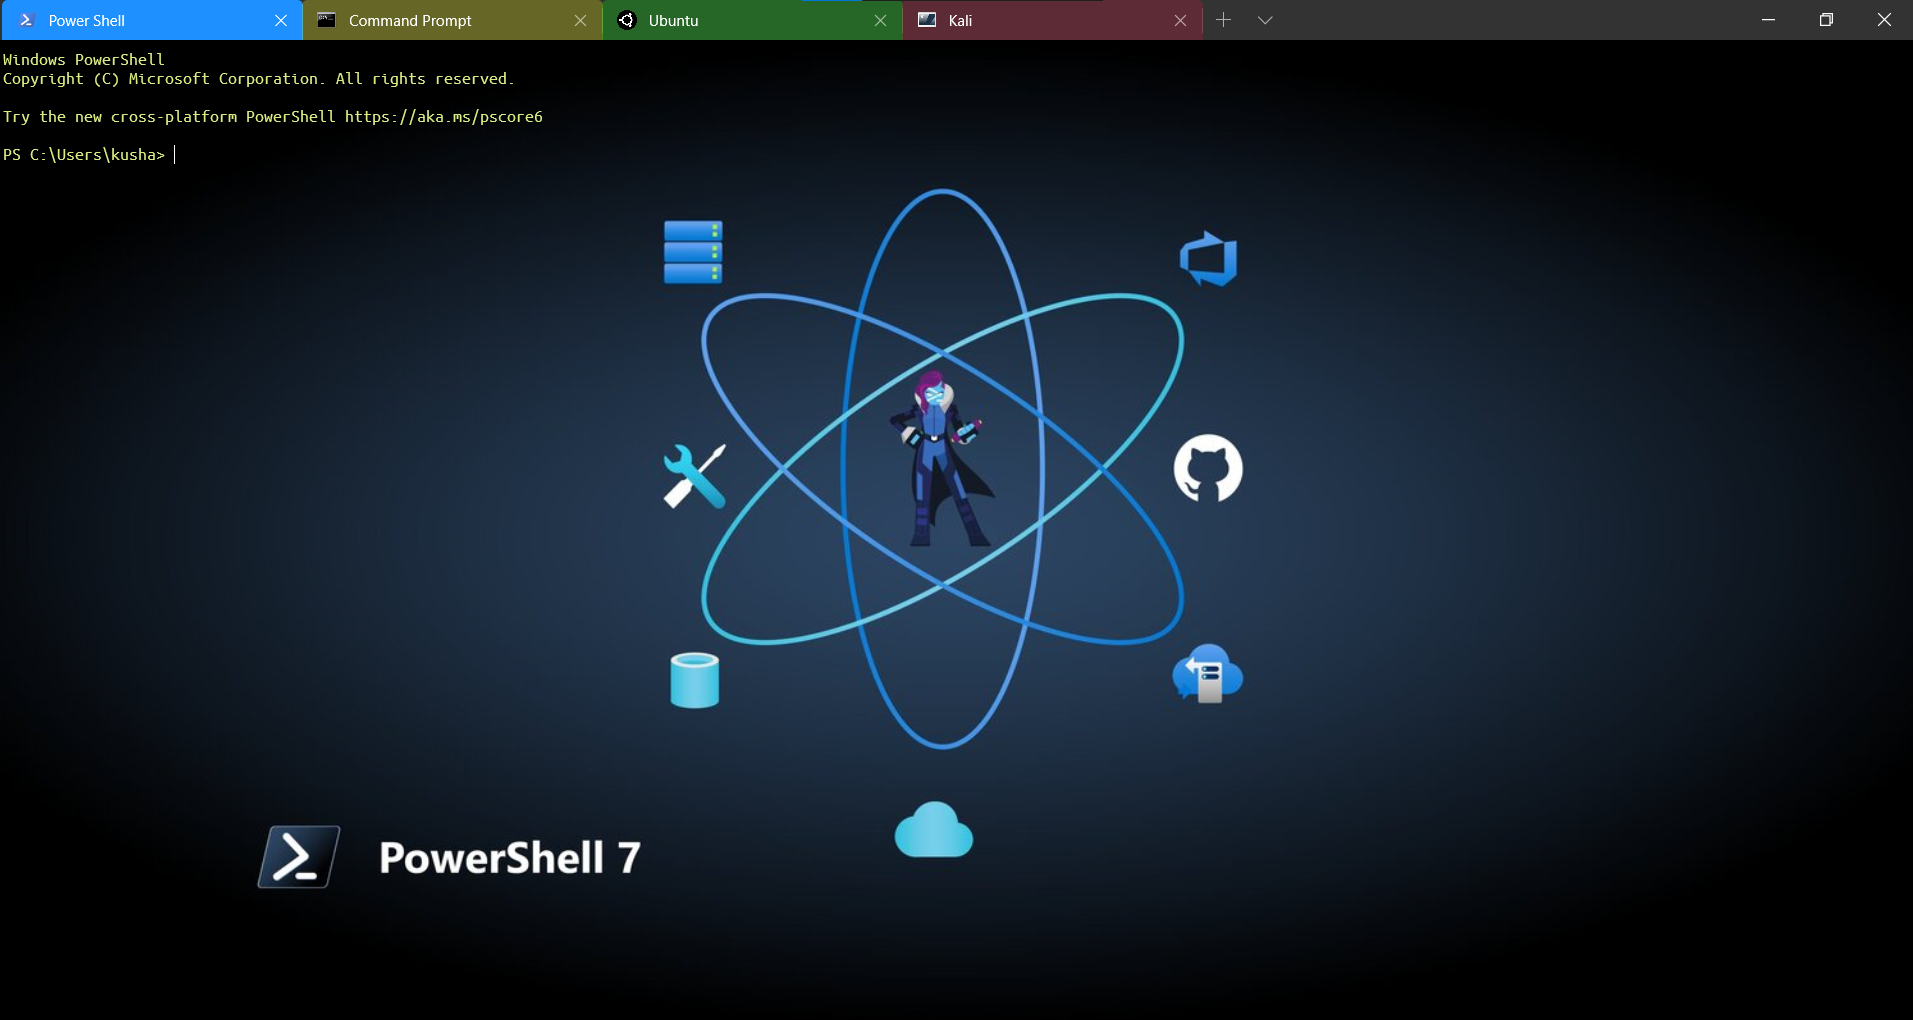 Power Shell
Command Prompt
Ubuntu
Kali
Windows PowerShell
Copyright (C) Microsoft Corporation. All rights reserved.
Try the new cross-platform PowerShell https://aka.ms/pscore6
PS C:\Users\kusha>
PowerShell 7